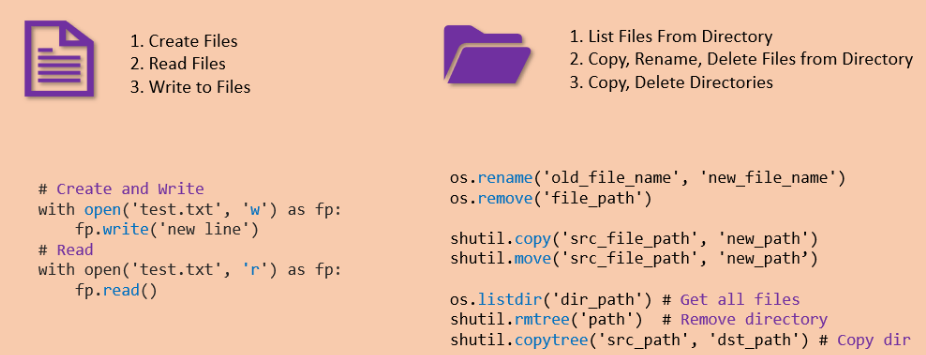 1. Create Files
2. Read Files
3. Write to Files
1. List Files From Directory
2. Copy, Rename, Delete Files from Directory
3. Copy, Delete Directories
# Create and Write
with open('test.txt', 'w') as fp:
    fp.write('new line')
# Read
with open('test.txt', 'r') as fp:
    fp.read()
os.rename('old_file_name', 'new_file_name')
os.remove('file_path')
shutil.copy('src_file_path', 'new_path')
shutil.move('src_file_path', 'new_path’)
os.listdir('dir_path') # Get all files
shutil.rmtree('path')  # Remove directory
shutil.copytree('src_path', 'dst_path') # Copy dir